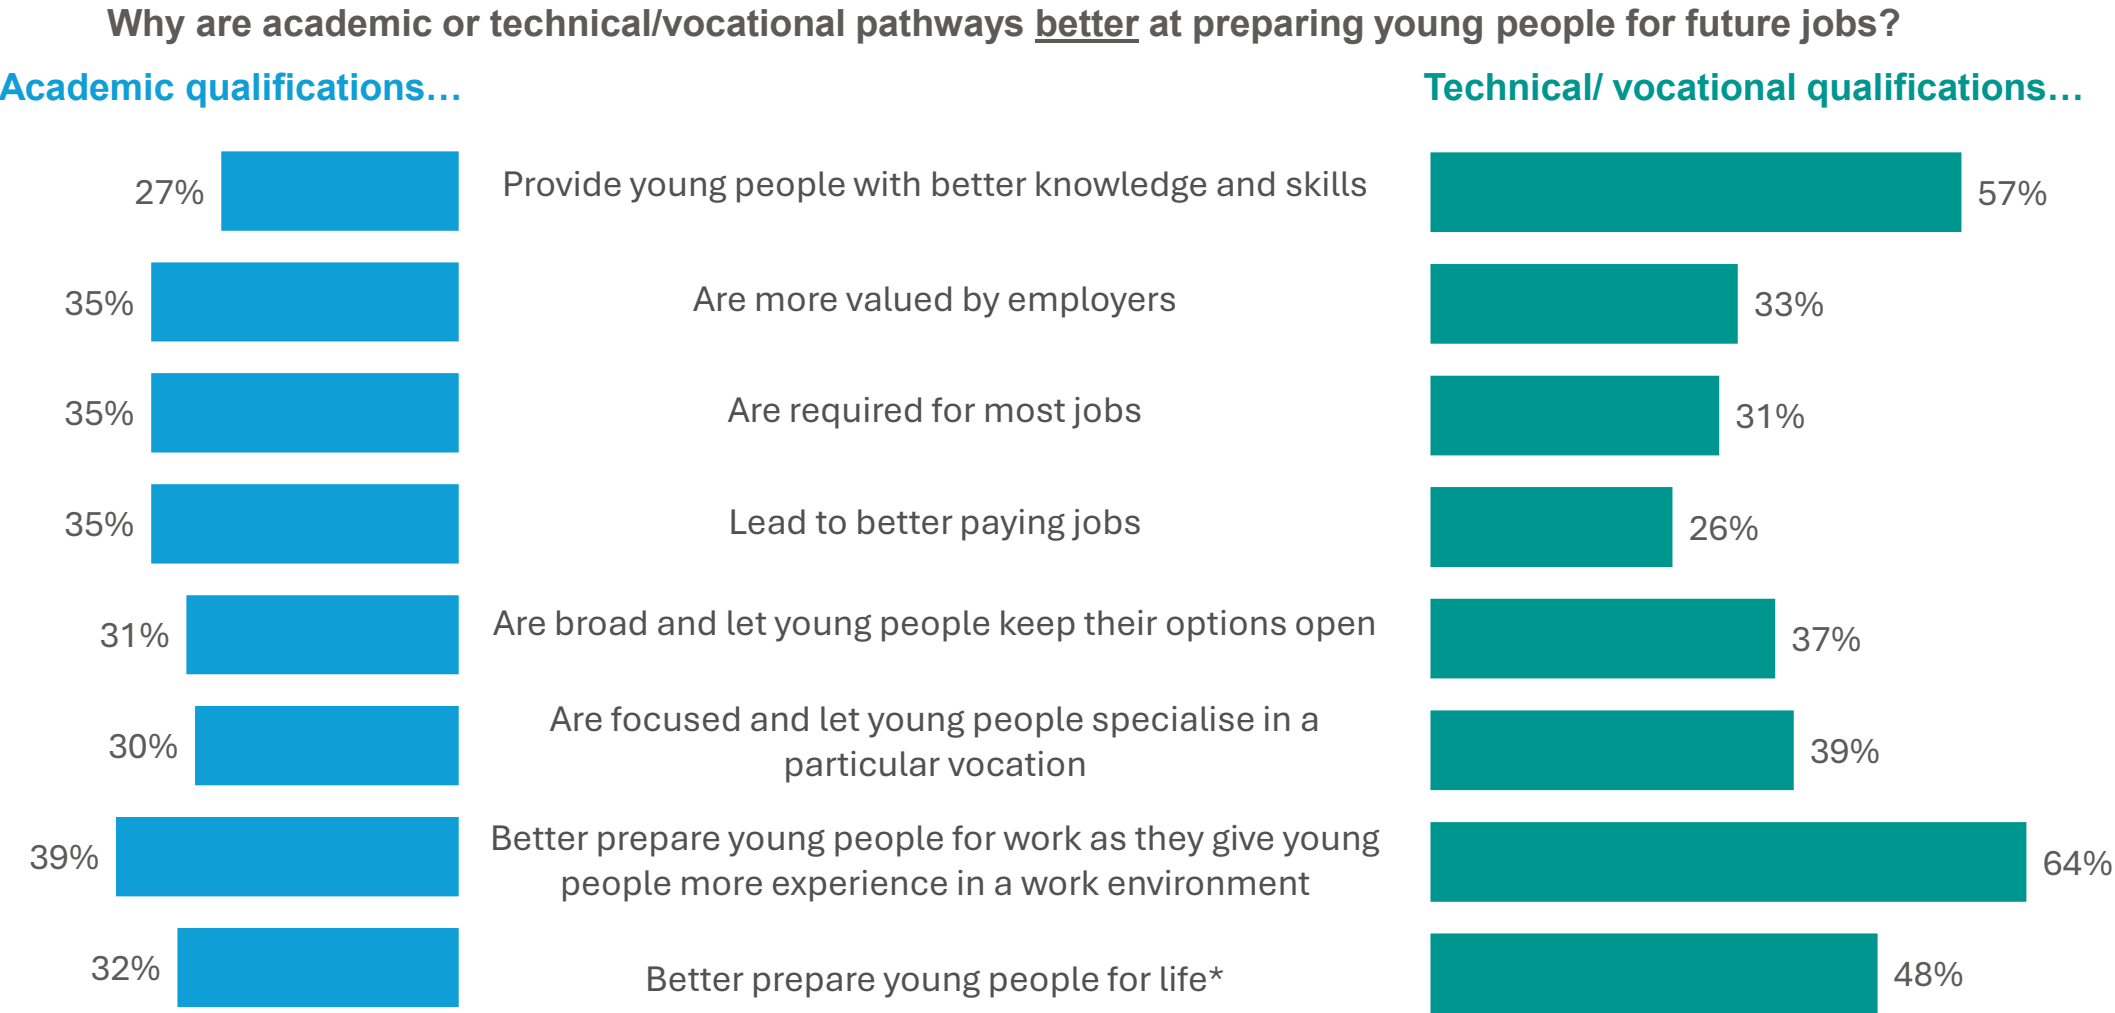 Why are academic or technical/vocational pathways better at preparing young people for future jobs?
Academic qualifications…
Technical/ vocational qualifications…
27%
Provide young people with better knowledge and skills
57%
35%
Are more valued by employers
33%
35%
Are required for most jobs
31%
35%
Lead to better paying jobs
26%
31%
Are broad and let young people keep their options open
37%
30%
Are focused and let young people specialise in a
particular vocation
39%
39%
Better prepare young people for work as they give young
people more experience in a work environment
64%
32%
Better prepare young people for life*
48%